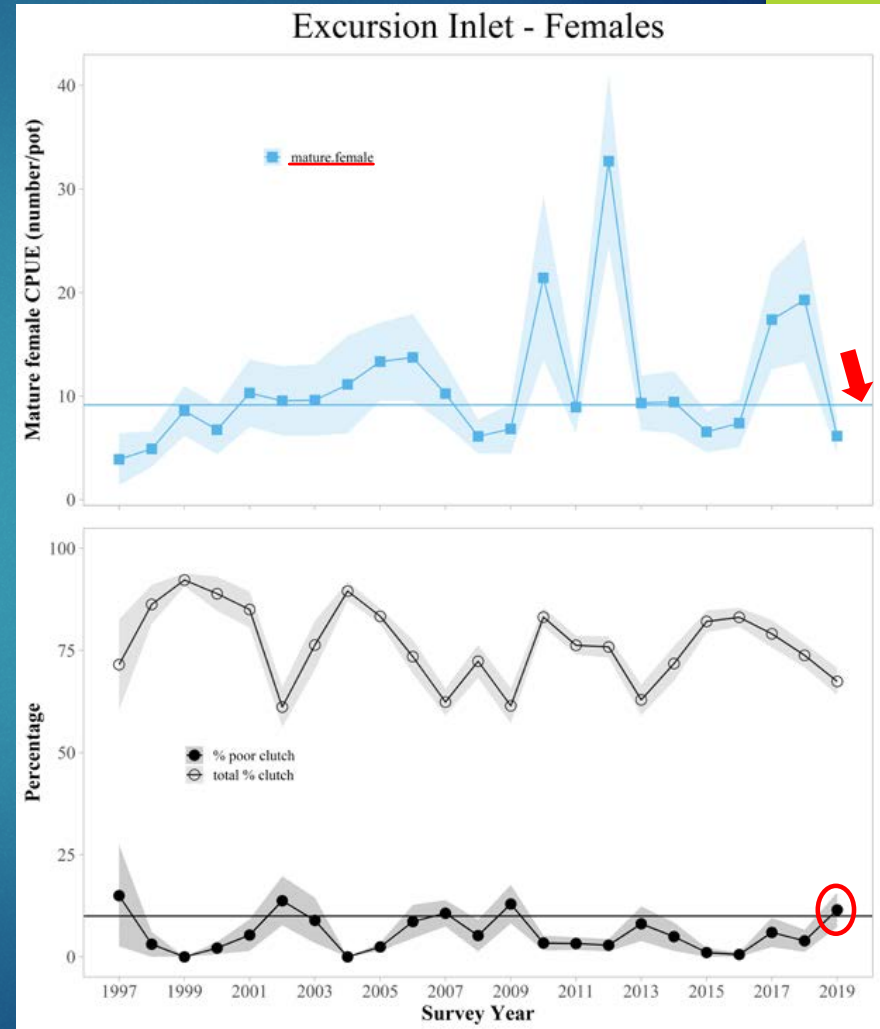 Excursion Inlet - Females
Mature female CPUE (number/pot)
40
30
20
10
0
mature.female
Percentage
100
75
50
25
0
% poor clutch
total % clutch
1997 1999 2001 2003 2005 2007 2009 2011 2013 2015 2017 2019
Survey Year